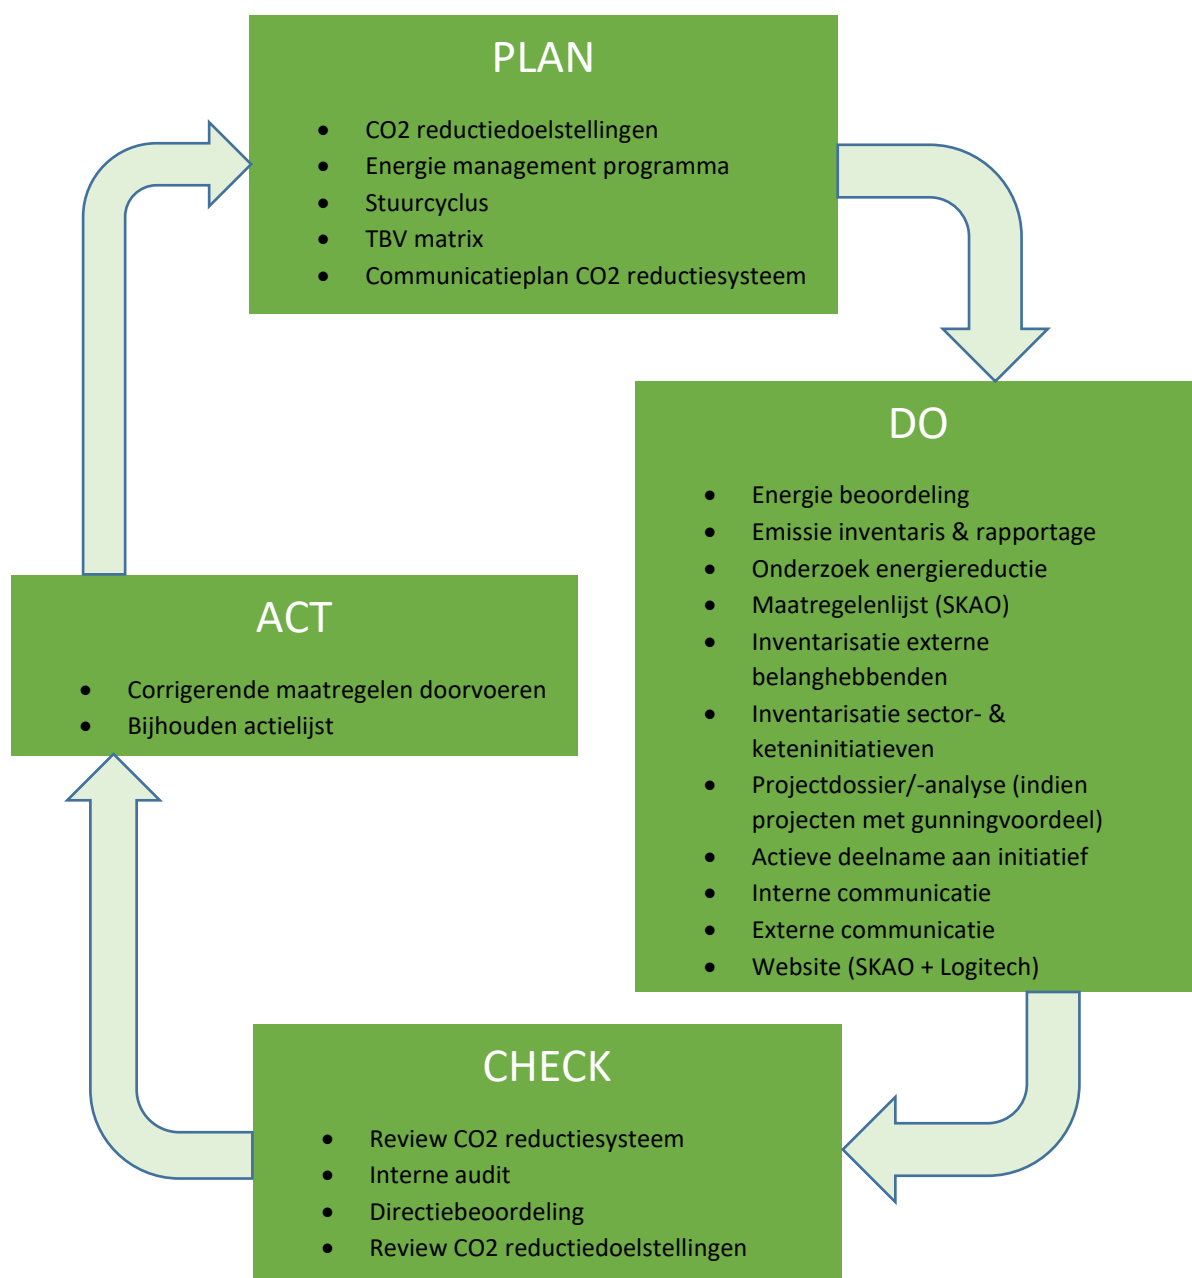 PLAN
• CO2 reductiedoelstellingen
• Energie management programma
• Stuurcyclus
• TBV matrix
• Communicatieplan CO2 reductiesysteem
DO
• Energie beoordeling
• Emissie inventaris & rapportage
• Onderzoek energiereductie
• Maatregelenlijst (SKAO)
• Inventarisatie externe
belanghebbenden
• Inventarisatie sector- &
keteninitiatieven
• Projectdossier/-analyse (indien
projecten met gunningvoordeel)
• Actieve deelname aan initiatief
• Interne communicatie
• Externe communicatie
• Website (SKAO + Logitech)
CHECK
• Review CO2 reductiesysteem
• Interne audit
• Directiebeoordeling
• Review CO2 reductiedoelstellingen
ACT
• Corrigerende maatregelen doorvoeren
• Bijhouden actielijst